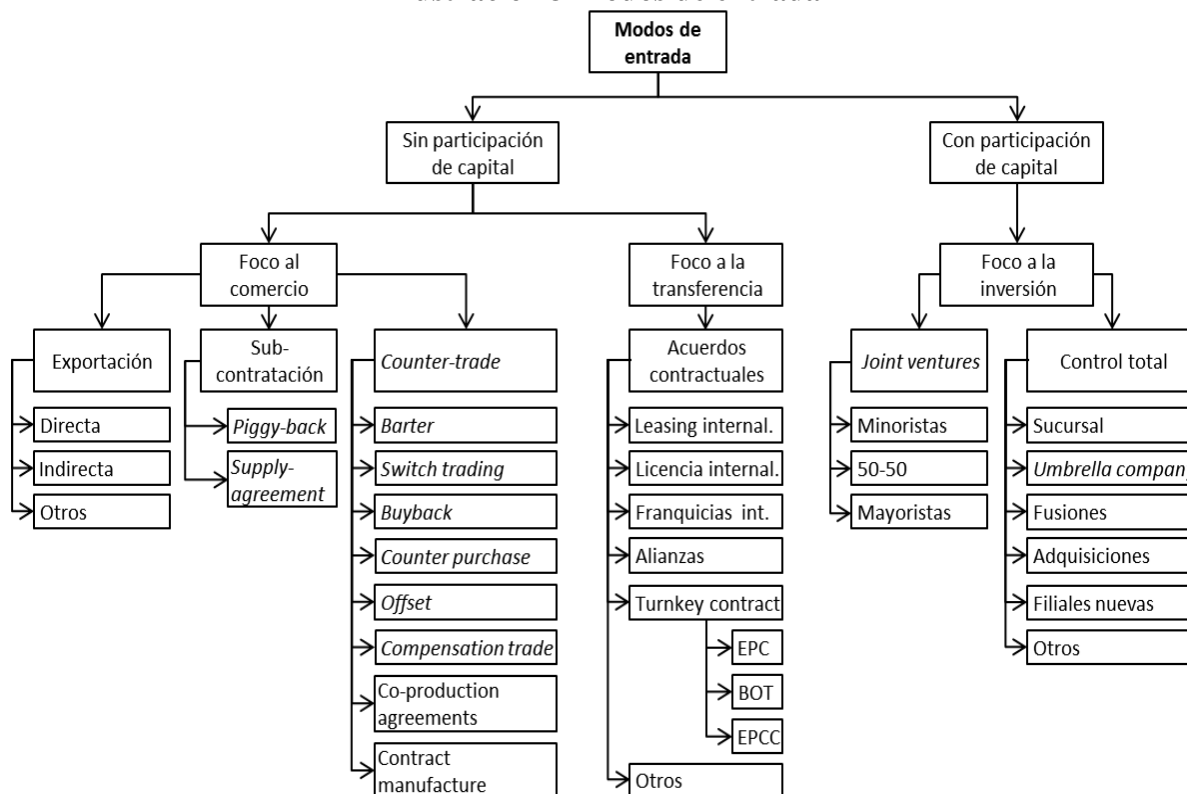 Modos de
entrada
Sin participación
de capital
Con participación
de capital
Foco al
comercio
Foco a la
transferencia
Foco a la
inversión
Exportación
Sub-
contratación
Counter-trade
Acuerdos
contractuales
Joint ventures
Control total
Directa
Indirecta
Otros
Piggy-back
Supply-
agreement
Barter
Switch trading
Buyback
Counter purchase
Offset
Compensation trade
Co-production
agreements
Contract
manufacture
Leasing internal.
Licencia internal.
Franquicias int.
Alianzas
Turnkey contract
EPC
BOT
EPCC
Otros
Minoristas
50-50
Mayoristas
Sucursal
Umbrella company
Fusiones
Adquisiciones
Filiales nuevas
Otros